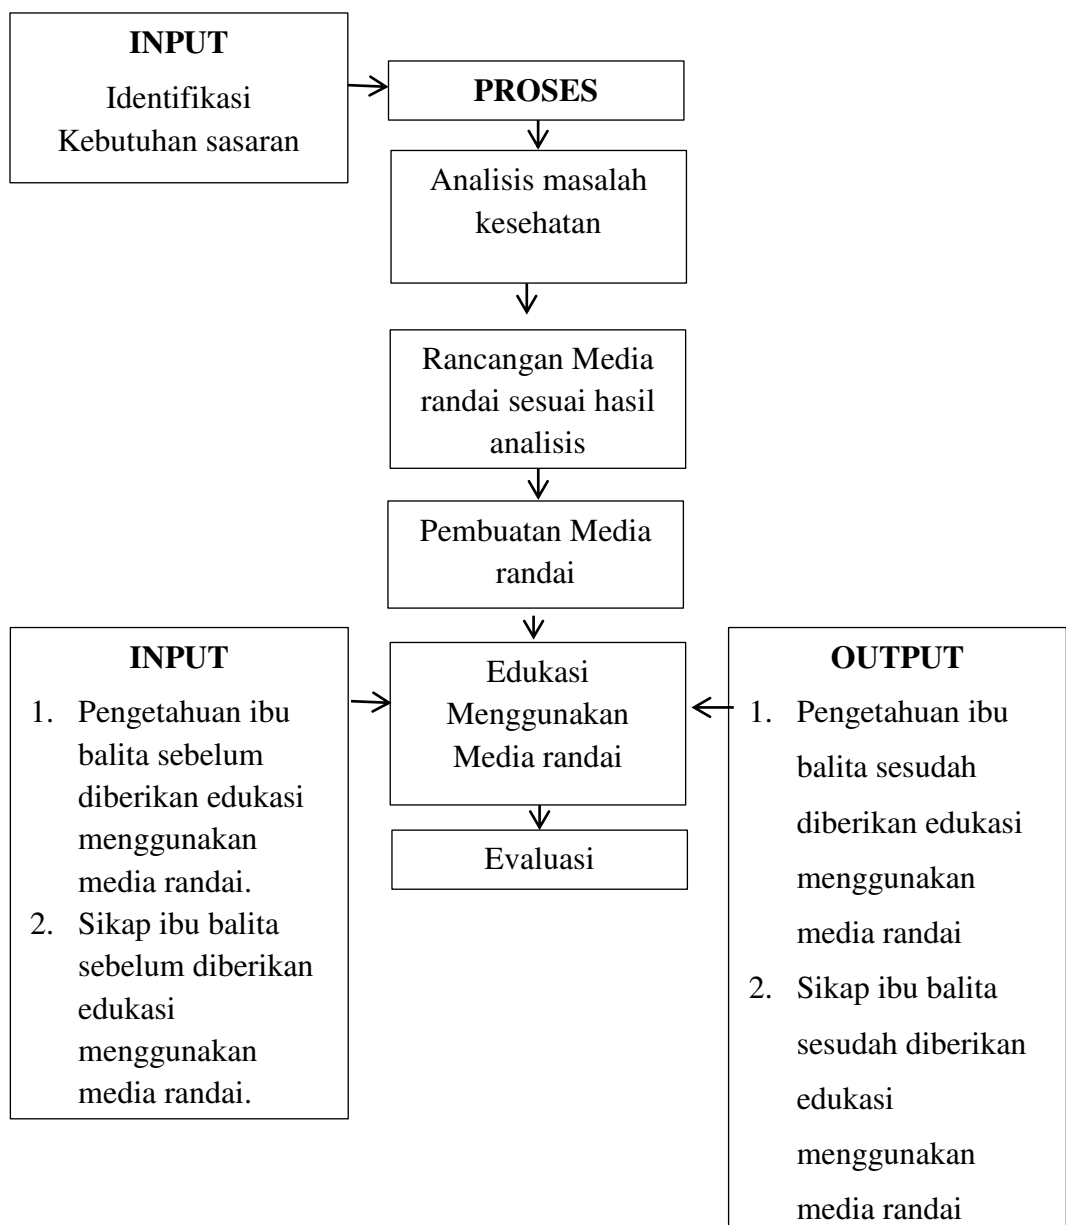 INPUT
Identifikasi
Kebutuhan sasaran
PROSES
Analisis masalah
kesehatan
Rancangan Media
randai sesuai hasil
analisis
Pembuatan Media
randai
INPUT
1. Pengetahuan ibu
balita sebelum
diberikan edukasi
menggunakan
media randai.
2. Sikap ibu balita
sebelum diberikan
edukasi
menggunakan
media randai.
Edukasi
Menggunakan
Media randai
Evaluasi
OUTPUT
1. Pengetahuan ibu
balita sesudah
diberikan edukasi
menggunakan
media randai
2. Sikap ibu balita
sesudah diberikan
edukasi
menggunakan
media randai